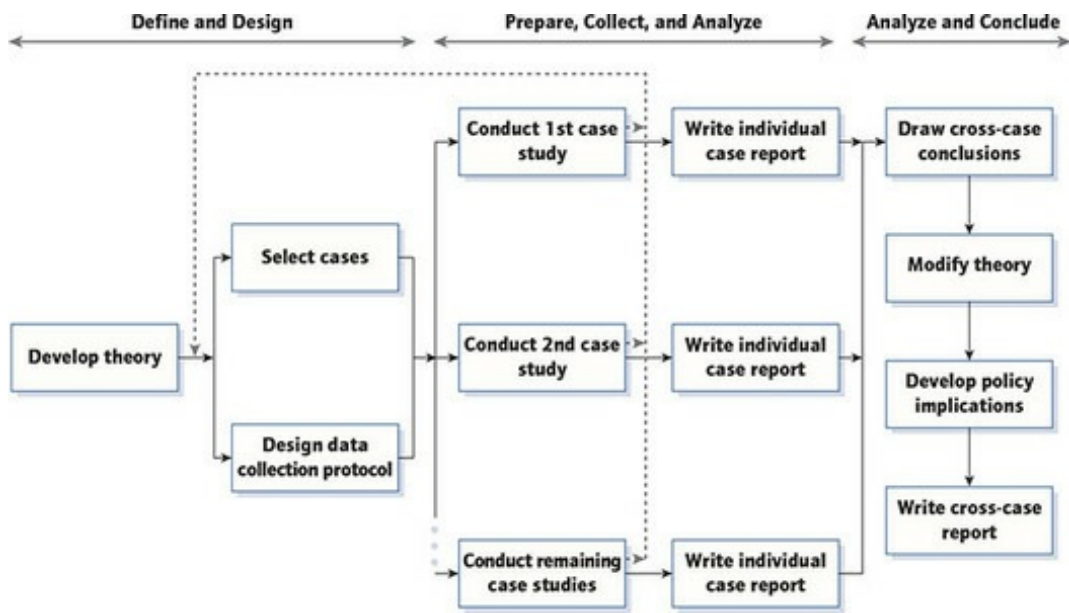 Define and Design
Prepare, Collect, and Analyze
Analyze and Conclude
Develop theory
Select cases
Design data
collection protocol
Conduct 1st case
study
Write individual
case report
Conduct 2nd case
study
Write individual
case report
Conduct remaining
case studies
Write individual
case report
Draw cross-case
conclusions
Modify theory
Develop policy
implications
Write cross-case
report